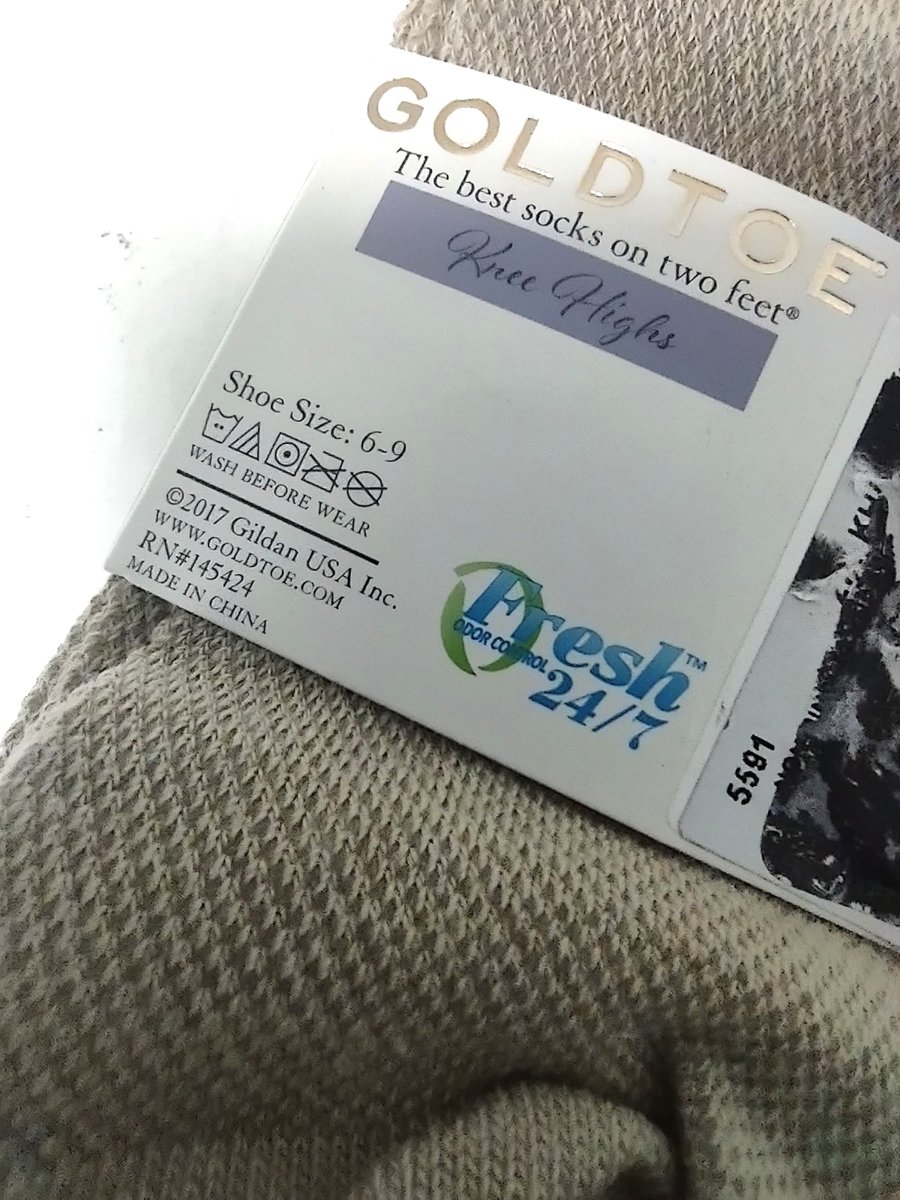 GOLDTOE®
The best socks on two feet®
Knee Highs
Shoe Size: 6-9
WASH BEFORE WEAR
©2017 Gildan USA Inc.
WWW.GOLDTOE.COM
RN#145424
MADE IN CHINA
Fresh™
ODOR CONTROL
24/7
5591